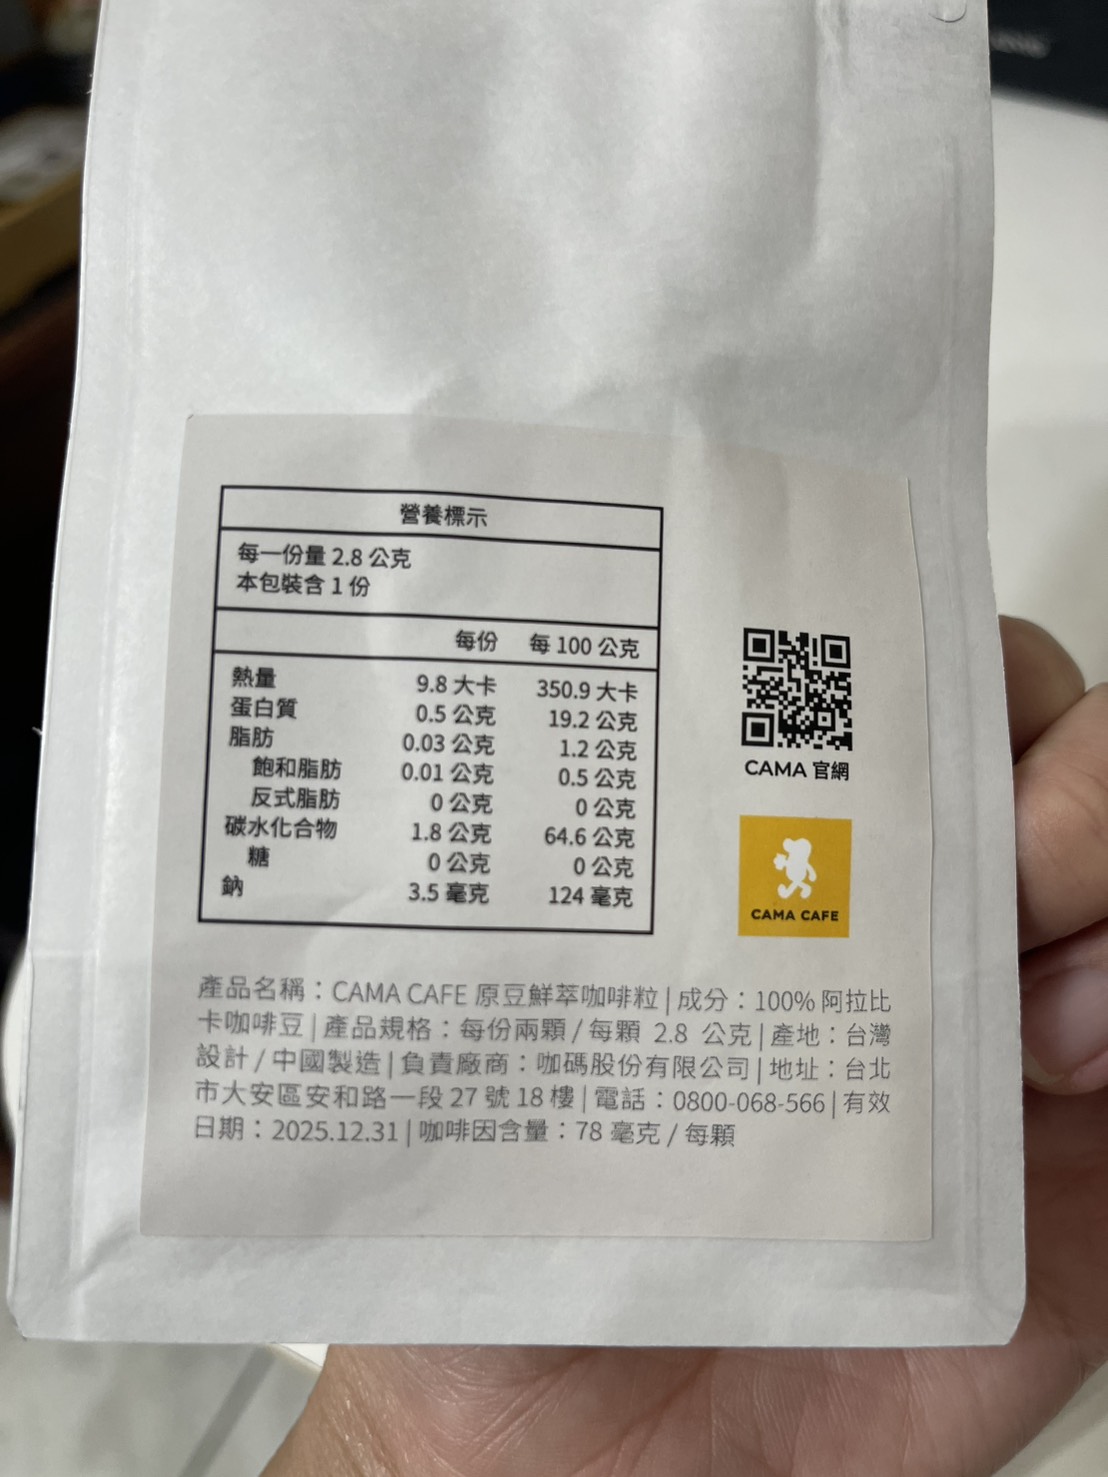 營養標示
每一份量 2.8 公克
本包裝含 1 份
每份 每 100 公克
熱量 9.8 大卡 350.9 大卡
蛋白質 0.5 公克 19.2 公克
脂肪 0.03 公克 1.2 公克
飽和脂肪 0.01 公克 0.5 公克
反式脂肪 0 公克 0 公克
碳水化合物 1.8 公克 64.6 公克
糖 0 公克 0 公克
鈉 3.5 毫克 124 毫克
CAMA 官網
CAMA CAFE
產品名稱：CAMA CAFE 原豆鮮萃咖啡粒 | 成分：100% 阿拉比
卡咖啡豆 | 產品規格：每份兩顆 / 每顆 2.8 公克 | 產地：台灣
設計 / 中國製造 | 負責廠商：咖碼股份有限公司 | 地址：台北
市大安區安和路一段 27 號 18 樓 | 電話：0800-068-566 | 有效
日期：2025.12.31 | 咖啡因含量：78 毫克 / 每顆